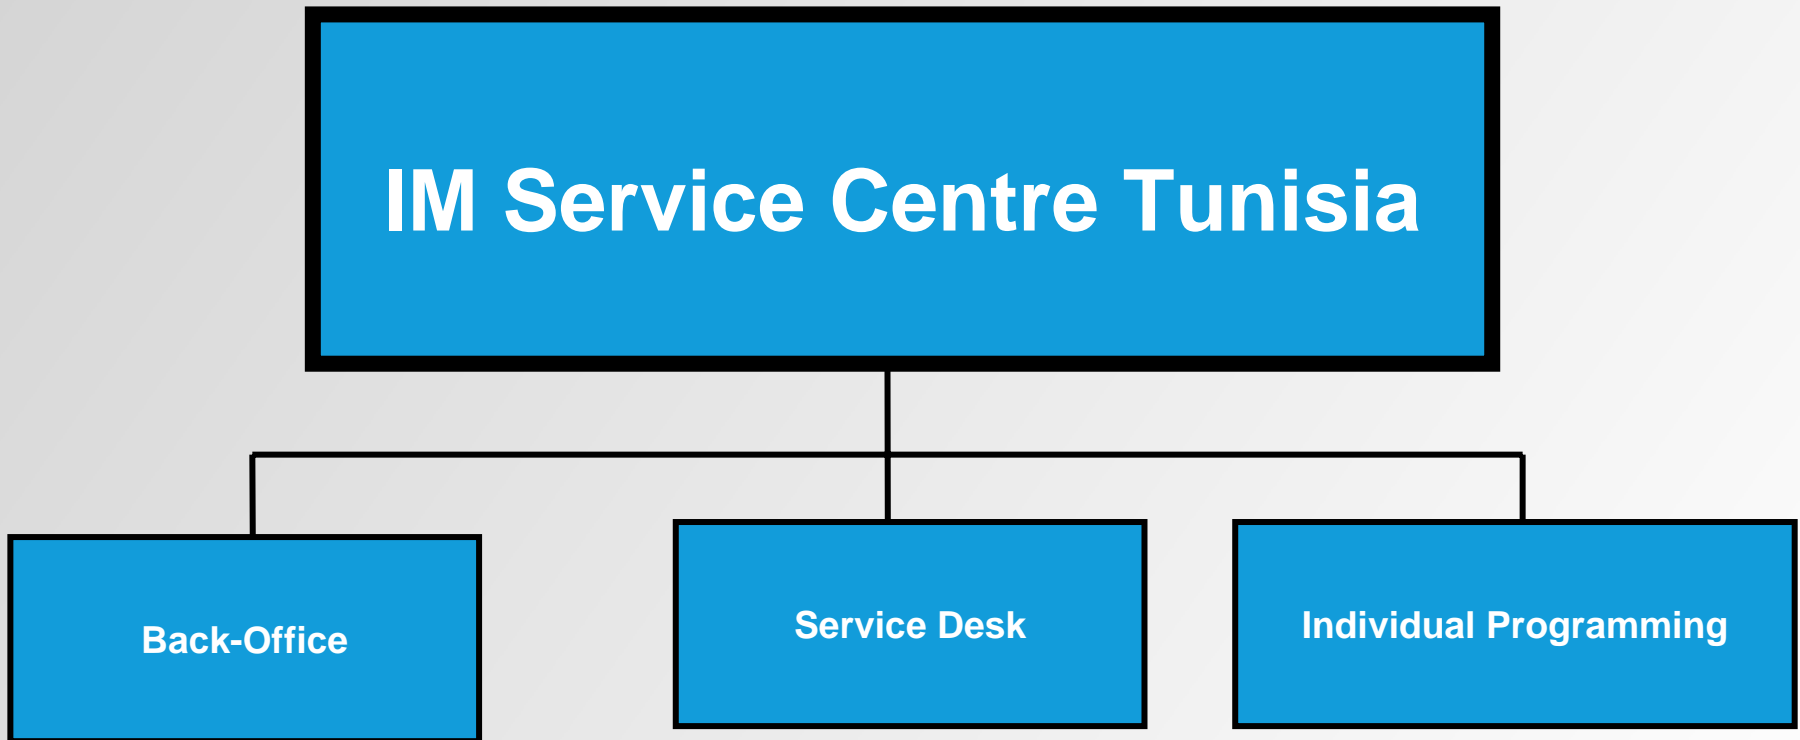 IM Service Centre Tunisia
Back-Office
Service Desk
Individual Programming